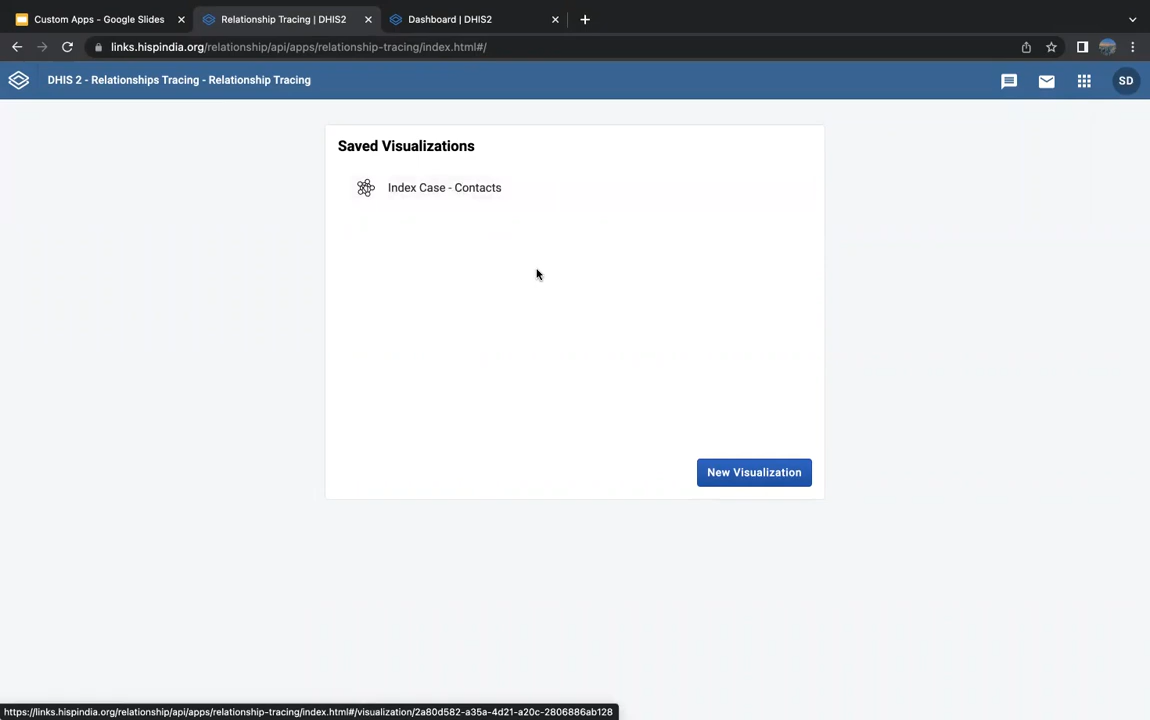 Custom Apps - Google Slides
Relationship Tracing | DHIS2
Dashboard | DHIS2
links.hispindia.org/relationship/api/apps/relationship-tracing/index.html#/
DHIS 2 - Relationships Tracing - Relationship Tracing
SD
Saved Visualizations
Index Case - Contacts
New Visualization
https://links.hispindia.org/relationship/api/apps/relationship-tracing/index.html#/visualization/2a80d582-a35a-4d21-a20c-2806886ab128